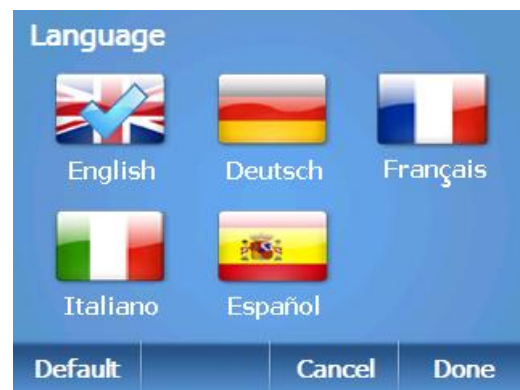 Language
English Deutsch Français
Italiano Español
Default Cancel Done